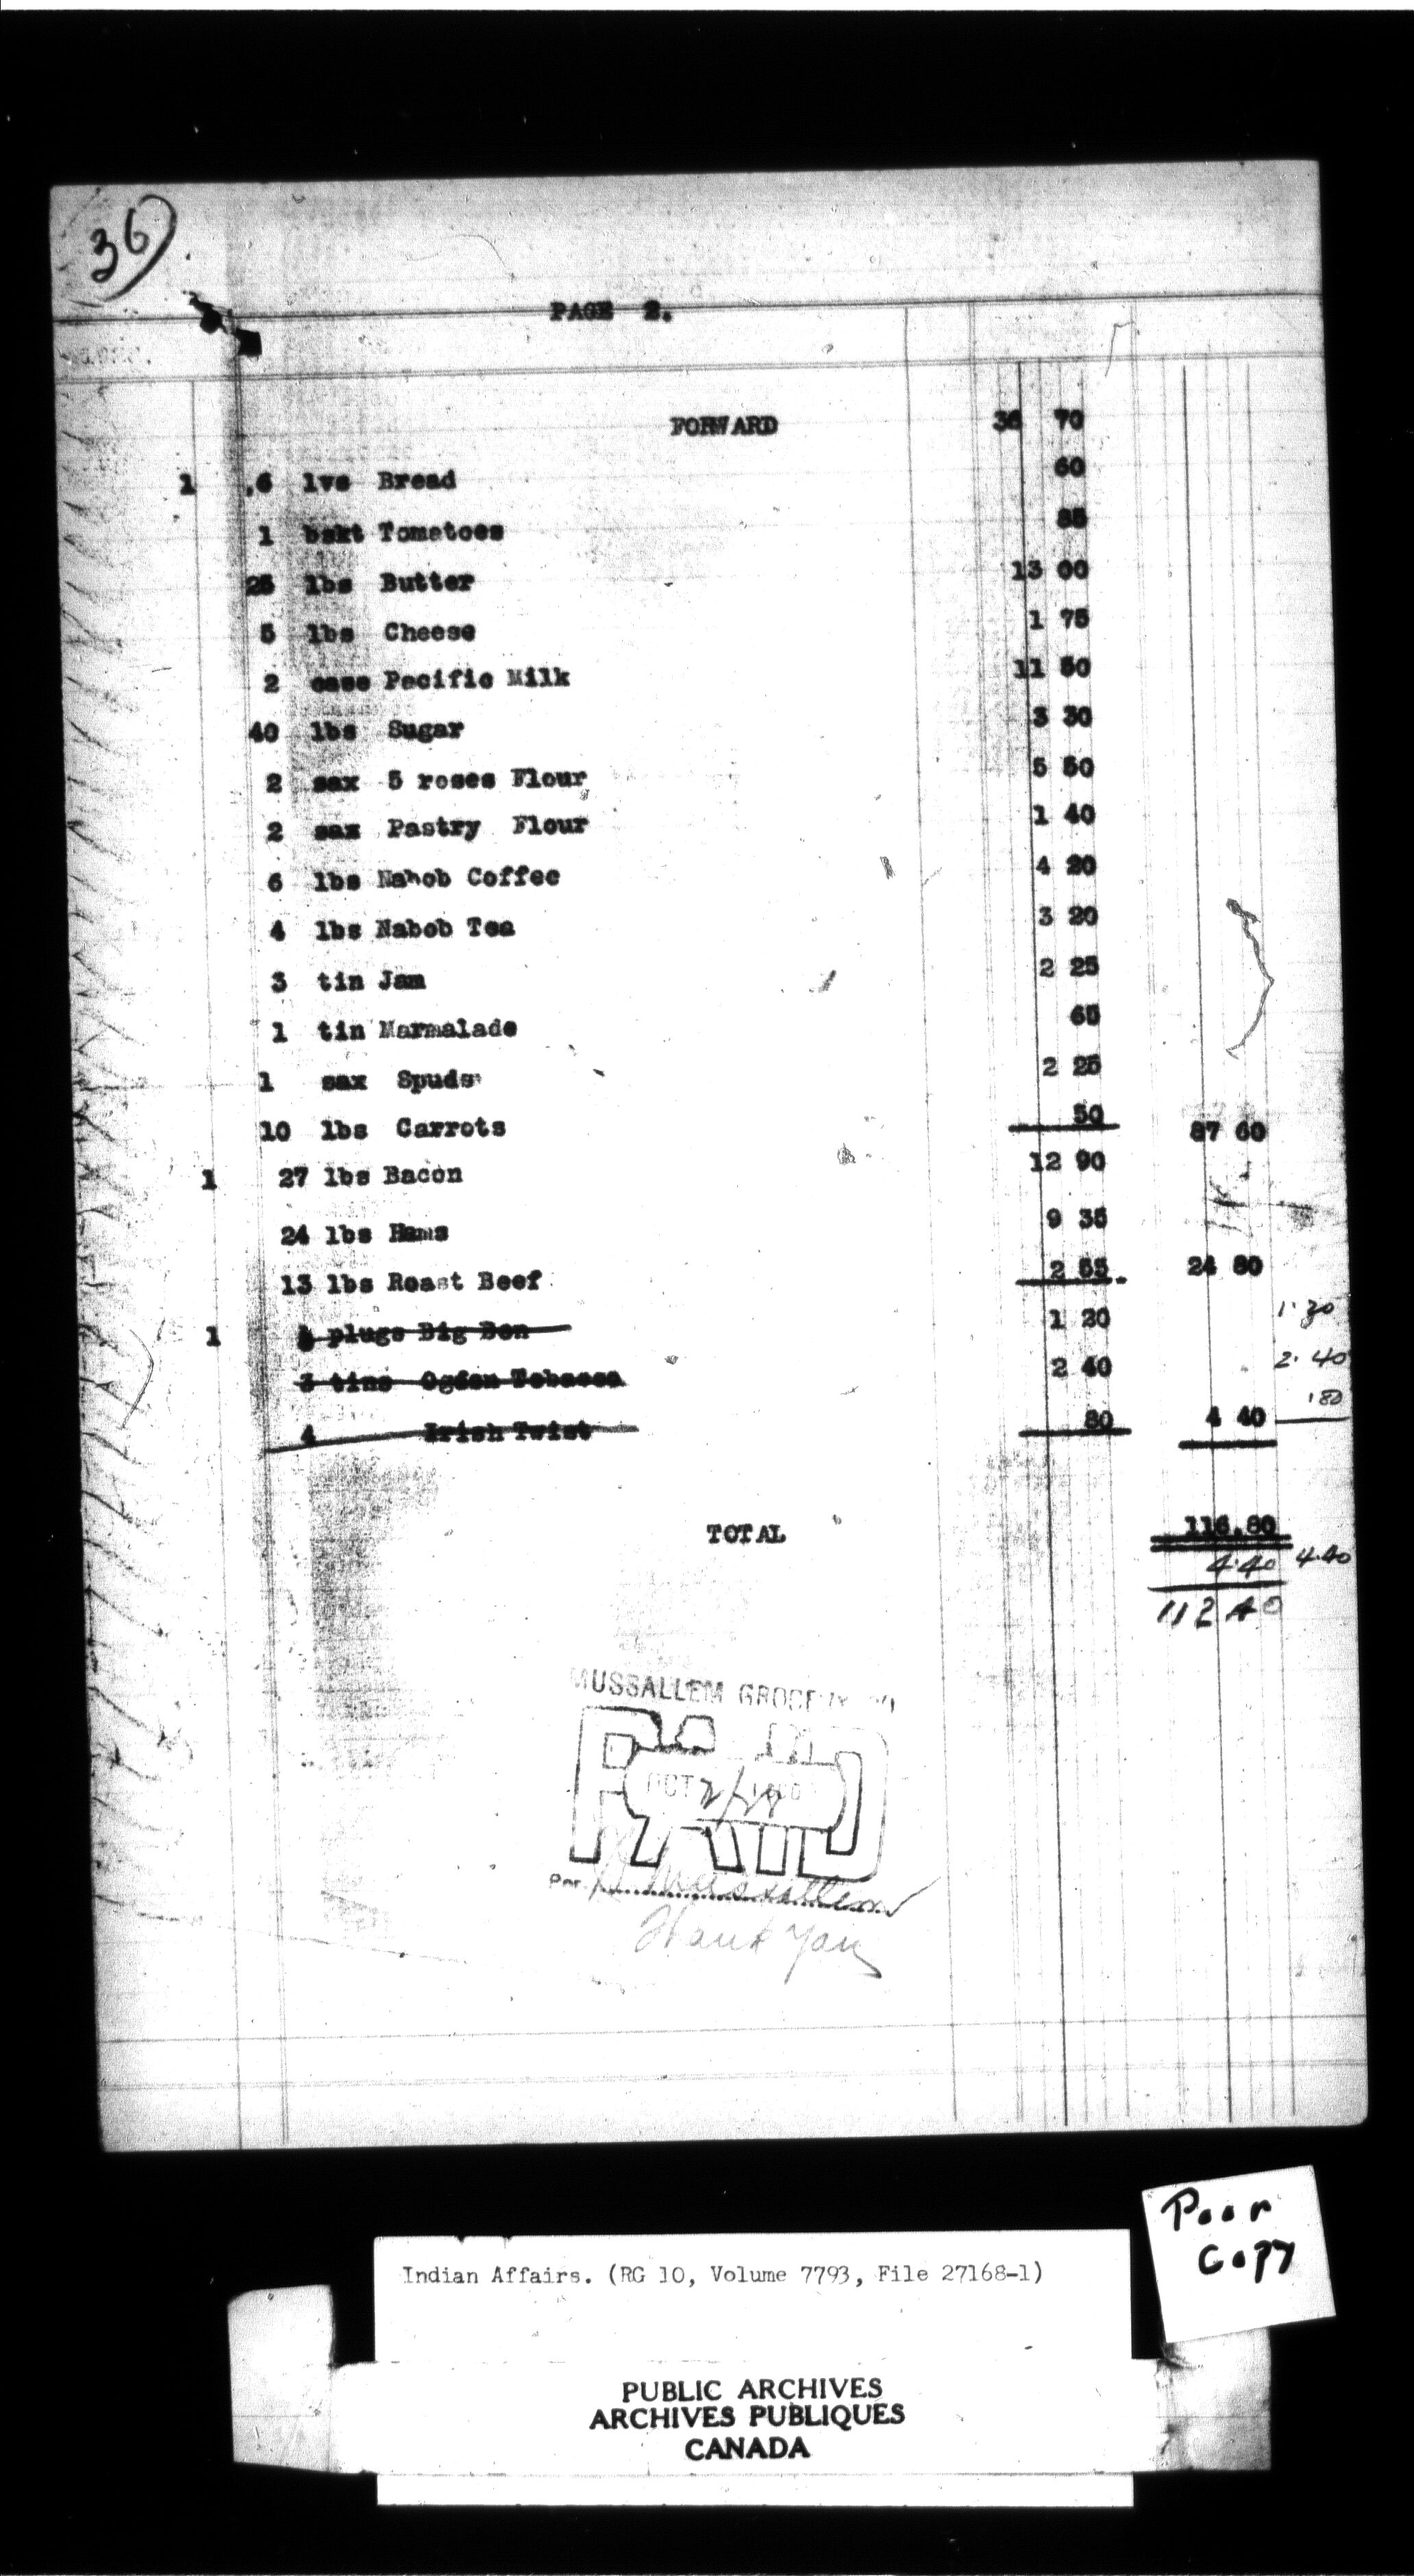 36
PAGE 2.
FORWARD 36 70
1 .6 lvs Bread 60
1 bskt Tomatoes 85
25 lbs Butter 13 00
5 lbs Cheese 1 75
2 case Pacific Milk 11 50
40 lbs Sugar 3 30
2 sax 5 roses Flour 5 50
2 sax Pastry Flour 1 40
6 lbs Nabob Coffee 4 20
4 lbs Nabob Tea 3 20
3 tin Jam 2 25
1 tin Marmalade 65
1 sax Spuds 2 25
10 lbs Carrots 50 87 60
1 27 lbs Bacon 12 90
24 lbs Hams 9 35
13 lbs Roast Beef 2 55 24 80
1 plugs Big Ben 1 20 1.20
3 tins Ogden Tobacco 2 40 2.40
4 Irish Twist 80 4 40 .80
TOTAL 116.80
4.40 4.40
112 40
MUSSALLEM GROCERY
PAID
OCT
Per Mussallem
Thank You
Poor
Copy
Indian Affairs. (RG 10, Volume 7793, File 27168-1)
PUBLIC ARCHIVES
ARCHIVES PUBLIQUES
CANADA